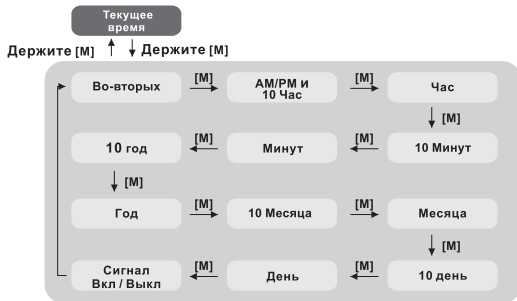 Текущее
время
Держите [M] Держите [M]
Во-вторых [M] AM/PM и
10 Час [M] Час
[M]
10 год [M] Минут [M] 10 Минут
[M]
Год [M] 10 Месяца [M] Месяца
[M]
Сигнал
Вкл / Выкл [M] День [M] 10 день